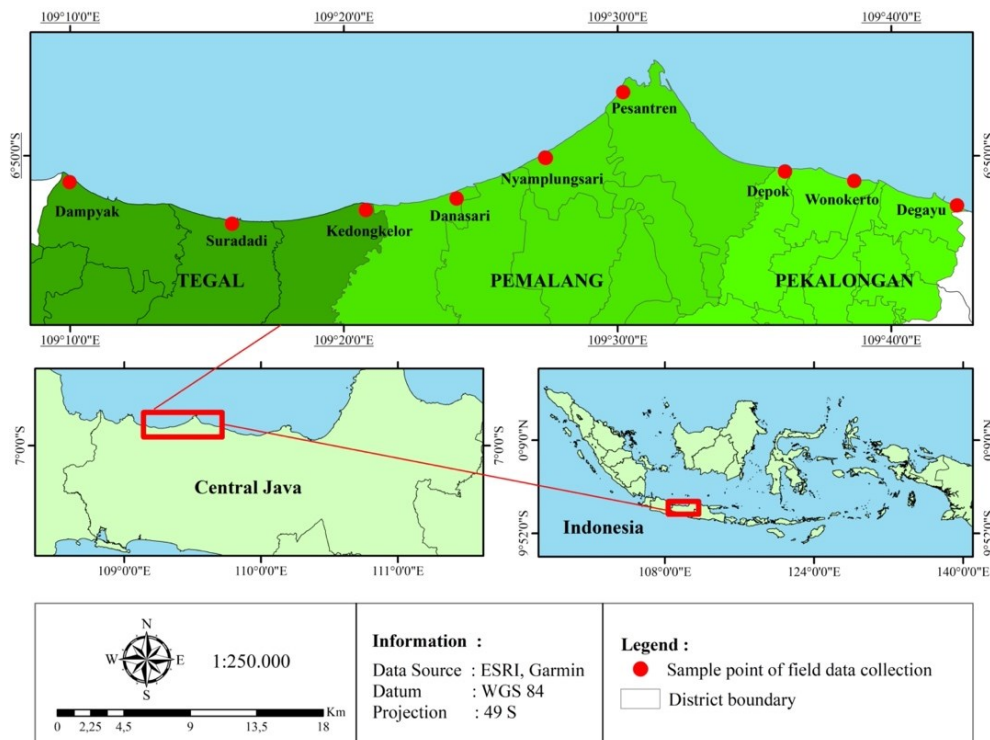 109°10'0"E 109°20'0"E 109°30'0"E 109°40'0"E
6°50'0"S
6°50'0"S
Pesantren
Nyamplungsari
Depok
Wonokerto
Dampyak
Danasari
Degayu
Kedongkelor
Suradadi
TEGAL
PEMALANG
PEKALONGAN
109°10'0"E 109°20'0"E 109°30'0"E 109°40'0"E
7°0'0"S
7°0'0"S
Central Java
109°0'0"E 110°0'0"E 111°0'0"E
0°9'0"N
9°52'0"S
Indonesia
9°52'0"S
108°0'0"E 124°0'0"E 140°0'0"E
N
W E
S
1:250.000
Km
0 2,25 4,5 9 13,5 18
Information :
Data Source : ESRI, Garmin
Datum : WGS 84
Projection : 49 S
Legend :
Sample point of field data collection
District boundary